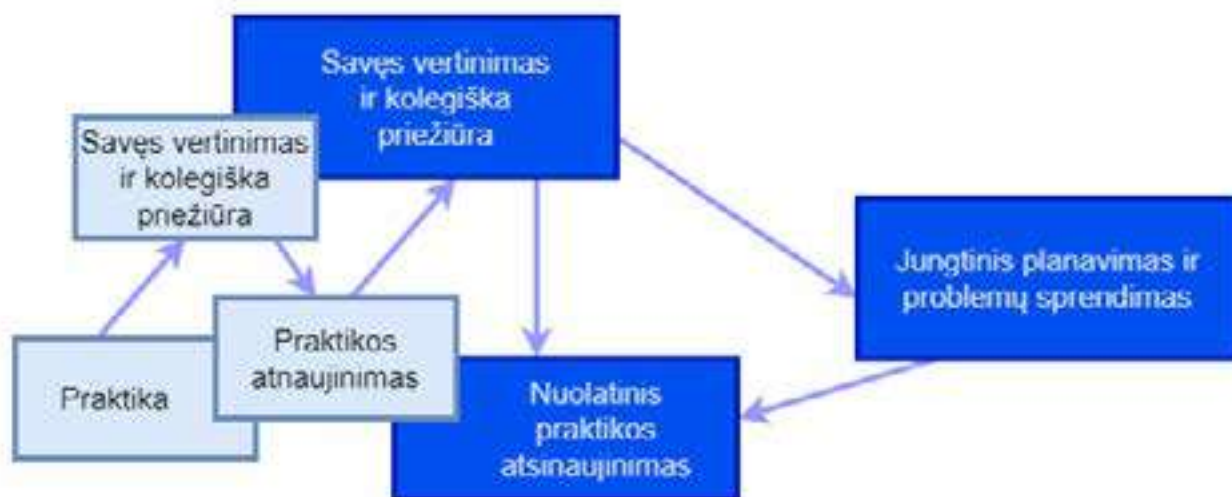 Savęs vertinimas
ir kolegiška
priežiūra
Savęs vertinimas
ir kolegiška
priežiūra
Jungtinis planavimas ir
problemų sprendimas
Praktikos
atnaujinimas
Praktika
Nuolatinis
praktikos
atsinaujinimas